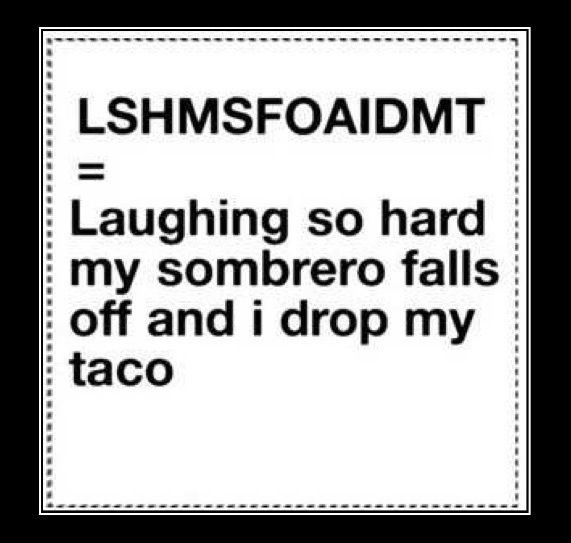 LSHMSFOAIDMT
=
Laughing so hard
my sombrero falls
off and i drop my
taco